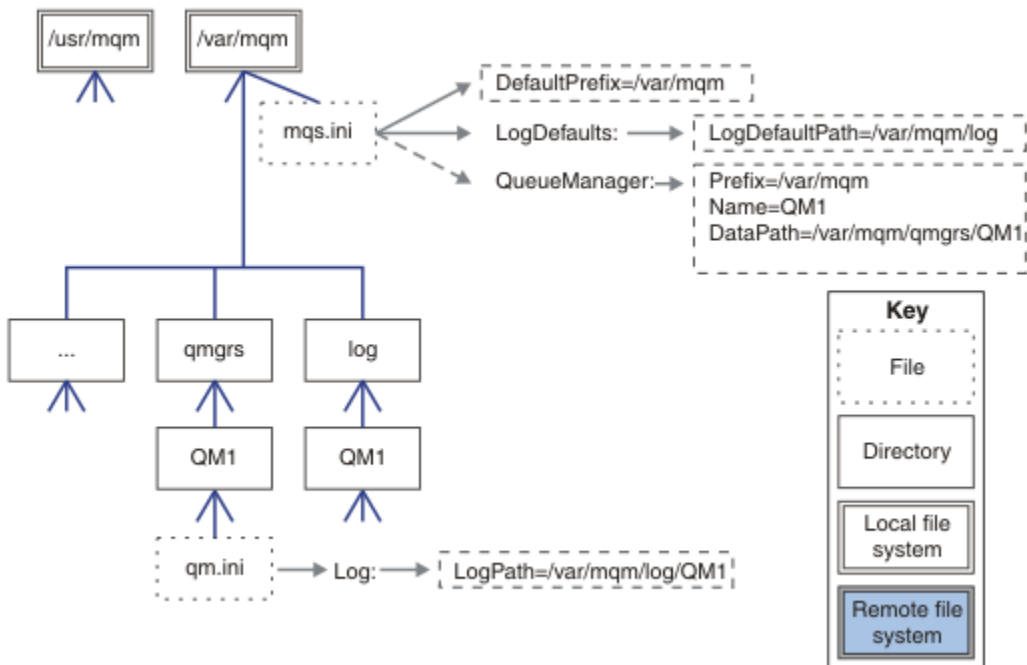 /usr/mqm
/var/mqm
mqs.ini
DefaultPrefix=/var/mqm
LogDefaults:
LogDefaultPath=/var/mqm/log
QueueManager:
Prefix=/var/mqm
Name=QM1
DataPath=/var/mqm/qmgrs/QM1
...
qmgrs
log
QM1
QM1
qm.ini
Log:
LogPath=/var/mqm/log/QM1
Key
File
Directory
Local file
system
Remote file
system